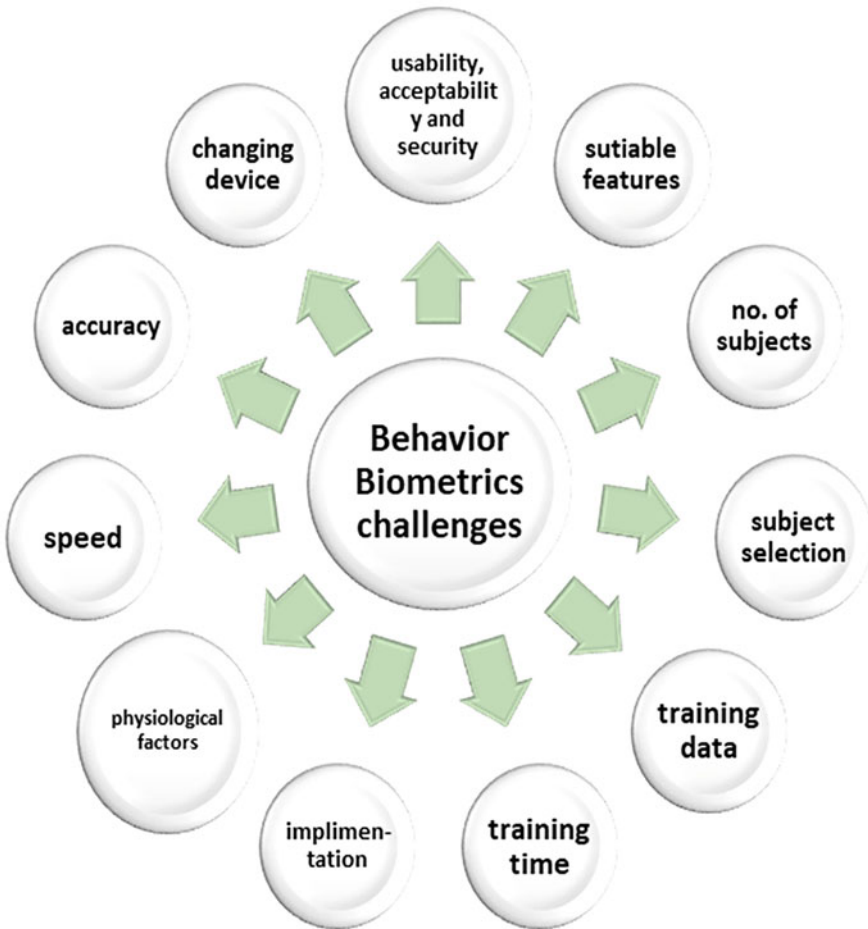 usability,
acceptabilit
y and
security
sutiable
features
no. of
subjects
subject
selection
training
data
training
time
implimen-
tation
physiological
factors
speed
accuracy
changing
device
Behavior
Biometrics
challenges